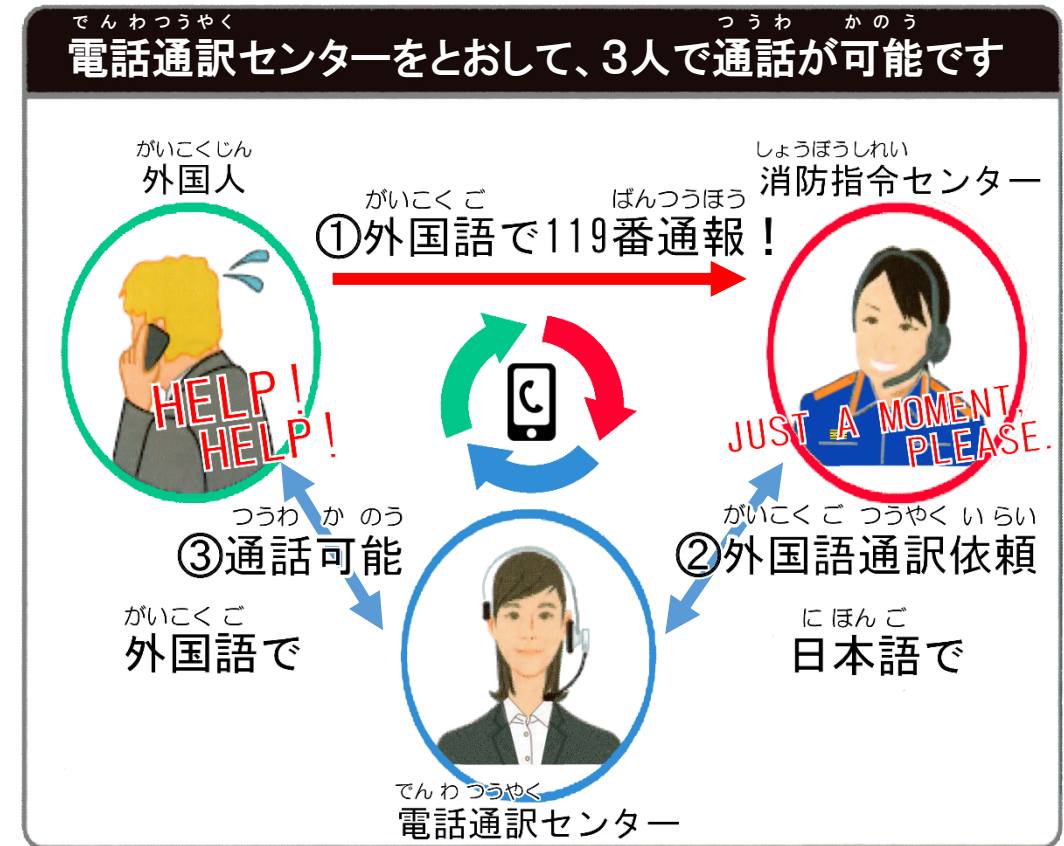 でんわつうやく つうわ かのう
電話通訳センターをとおして、3人で通話が可能です
がいこくじん
外国人
しょうぼうしれい
消防指令センター
がいこくご ばんつうほう
①外国語で119番通報！
HELP!
HELP!
JUST A MOMENT,
PLEASE.
つうわ かのう
③通話可能
がいこくご
外国語で
がいこくご つうやく いらい
②外国語通訳依頼
にほんご
日本語で
でんわつうやく
電話通訳センター